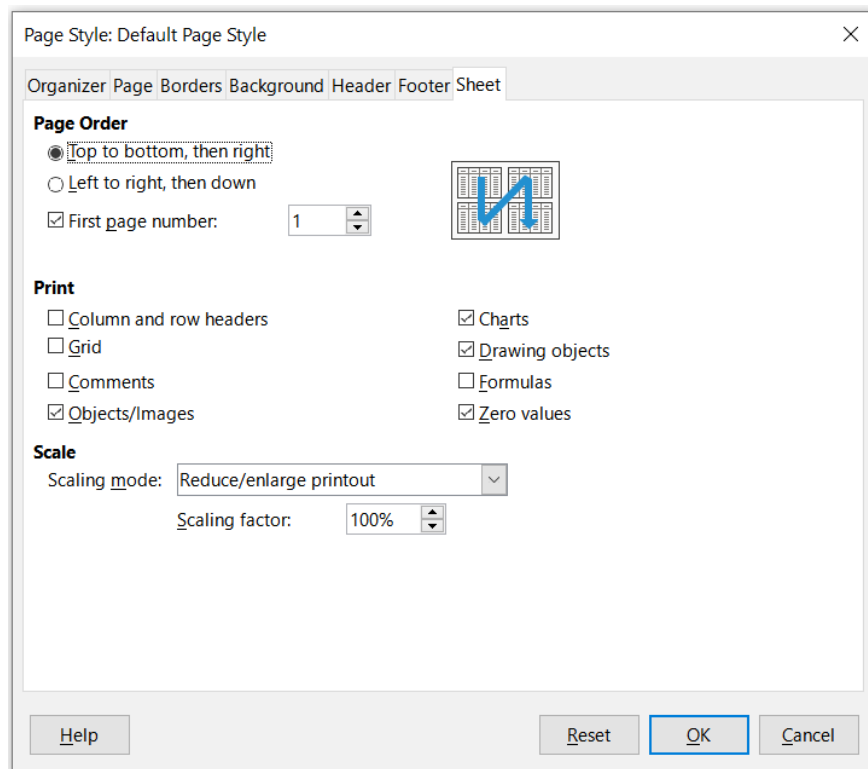 Page Style: Default Page Style
Organizer Page Borders Background Header Footer Sheet
Page Order
Top to bottom, then right
Left to right, then down
First page number: 1
Print
Column and row headers
Grid
Comments
Objects/Images
Charts
Drawing objects
Formulas
Zero values
Scale
Scaling mode: Reduce/enlarge printout
Scaling factor: 100%
Help Reset OK Cancel